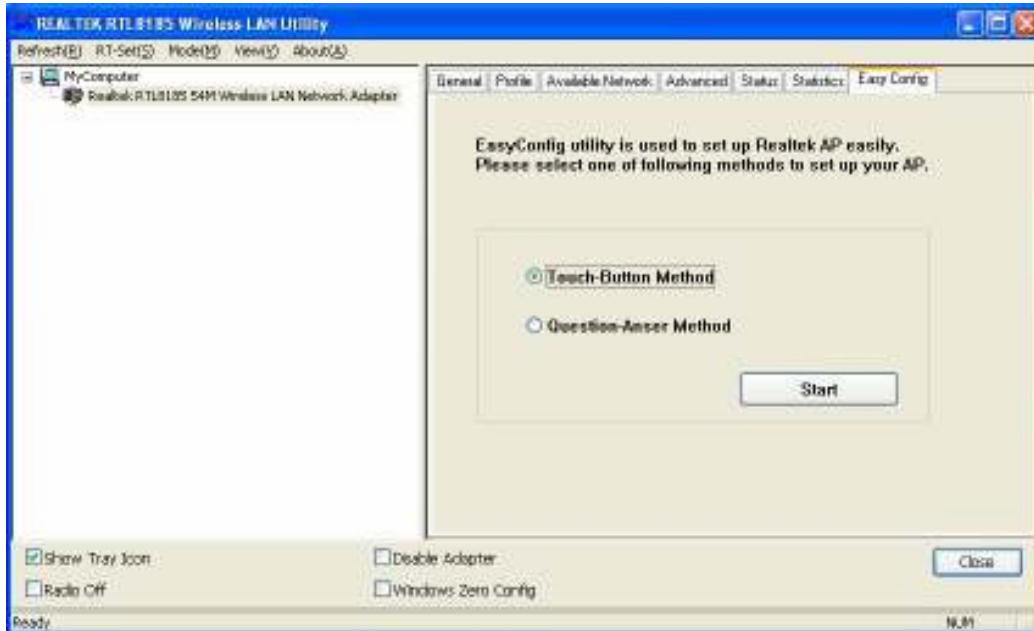 REALTEK RTL8185 Wireless LAN Utility
Refresh(R) RT-Set(S) Mode(M) View(V) About(A)
MyComputer
Realtek RTL8185 54M Wireless LAN Network Adapter
General Profile Available Network Advanced Status Statistics Easy Config
EasyConfig utility is used to set up Realtek AP easily.
Please select one of following methods to set up your AP.
Touch-Button Method
Question-Anser Method
Start
Show Tray Icon
Disable Adapter
Close
Radio Off
Windows Zero Config
Ready
NUM